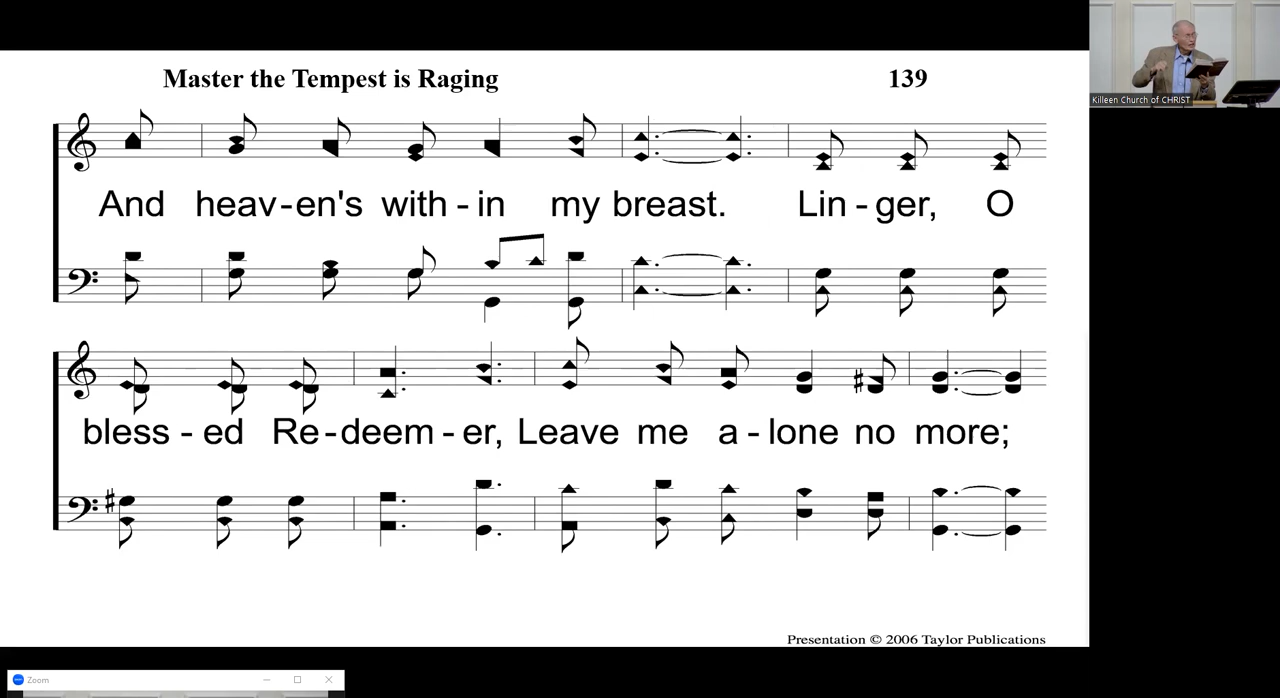 Master the Tempest is Raging 139
Killeen Church of CHRIST
And heav-en's with - in my breast. Lin - ger, O
bless - ed Re - deem - er, Leave me a - lone no more;
Presentation © 2006 Taylor Publications
Zoom